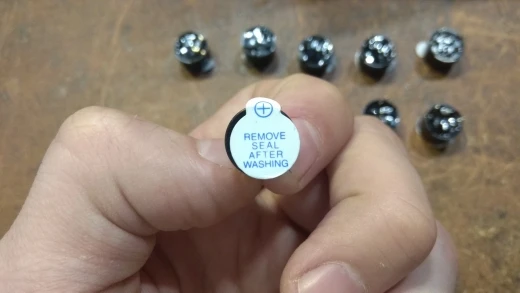 +
REMOVE
SEAL
AFTER
WASHING